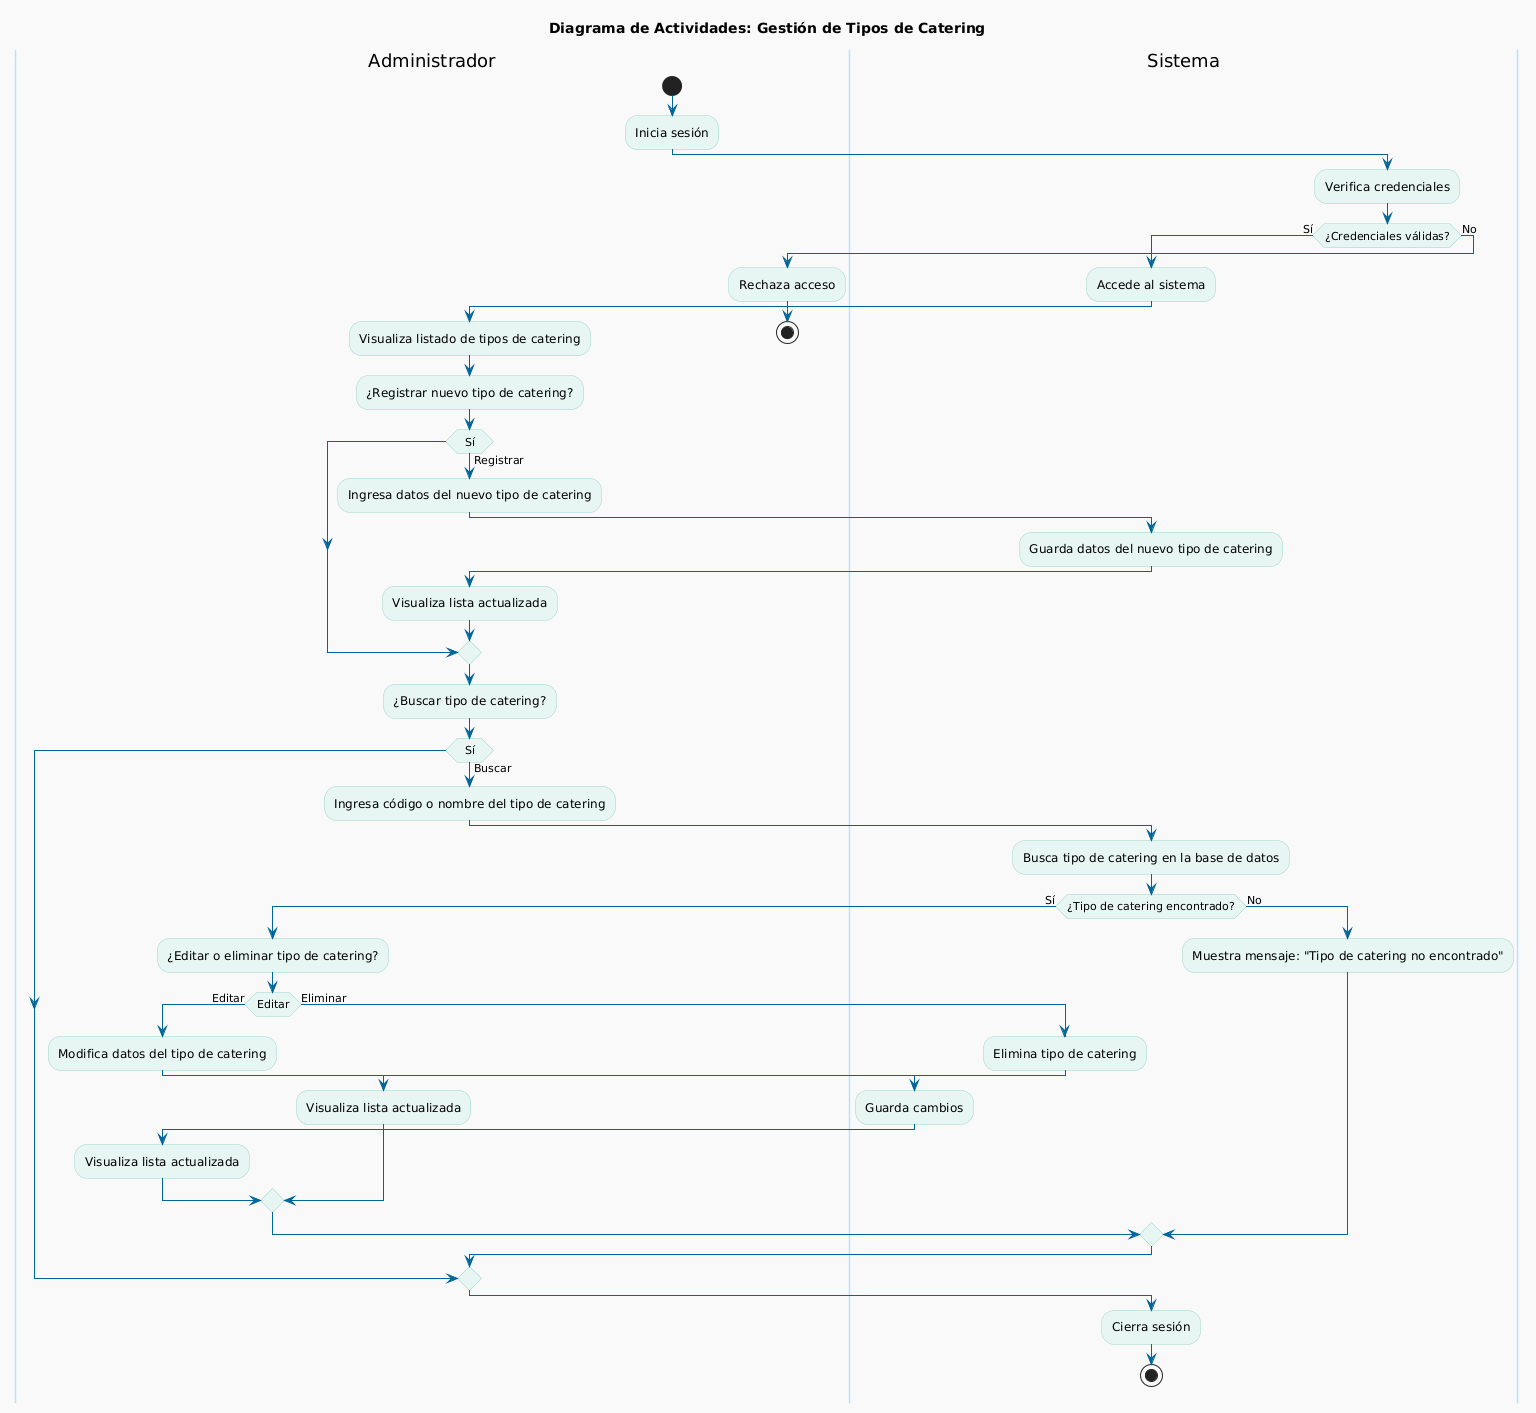 Diagrama de Actividades: Gestión de Tipos de Catering
Administrador
Sistema
Inicia sesión
Verifica credenciales
Sí
¿Credenciales válidas?
No
Rechaza acceso
Accede al sistema
Visualiza listado de tipos de catering
¿Registrar nuevo tipo de catering?
Sí
Registrar
Ingresa datos del nuevo tipo de catering
Guarda datos del nuevo tipo de catering
Visualiza lista actualizada
¿Buscar tipo de catering?
Sí
Buscar
Ingresa código o nombre del tipo de catering
Busca tipo de catering en la base de datos
Sí
¿Tipo de catering encontrado?
No
¿Editar o eliminar tipo de catering?
Muestra mensaje: "Tipo de catering no encontrado"
Editar
Editar
Eliminar
Modifica datos del tipo de catering
Elimina tipo de catering
Visualiza lista actualizada
Guarda cambios
Visualiza lista actualizada
Cierra sesión